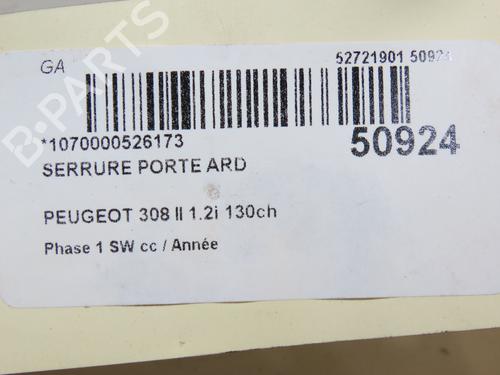 GA
52721901 50924
*1070000526173
50924
SERRURE PORTE ARD
PEUGEOT 308 II 1.2i 130ch
Phase 1 SW cc / Année
B-PARTS